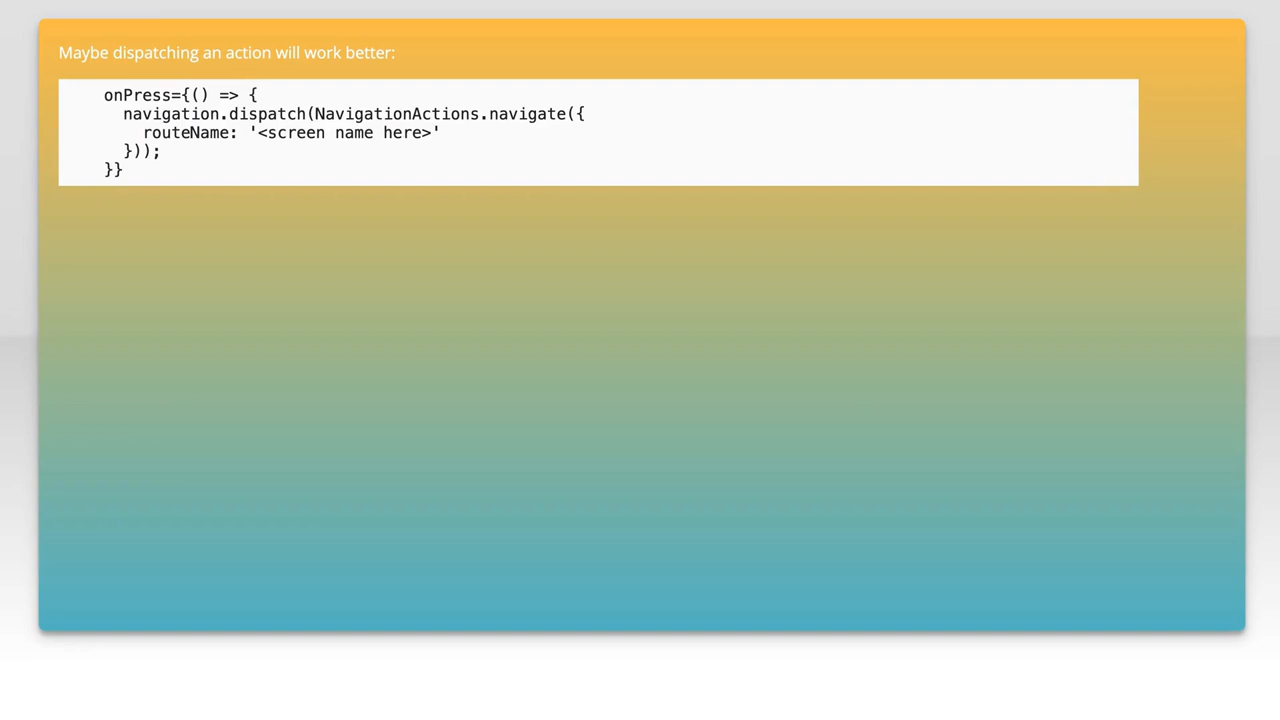 Maybe dispatching an action will work better:
onPress={() => {
navigation.dispatch(NavigationActions.navigate({
routeName: '<screen name here>'
}));
}}